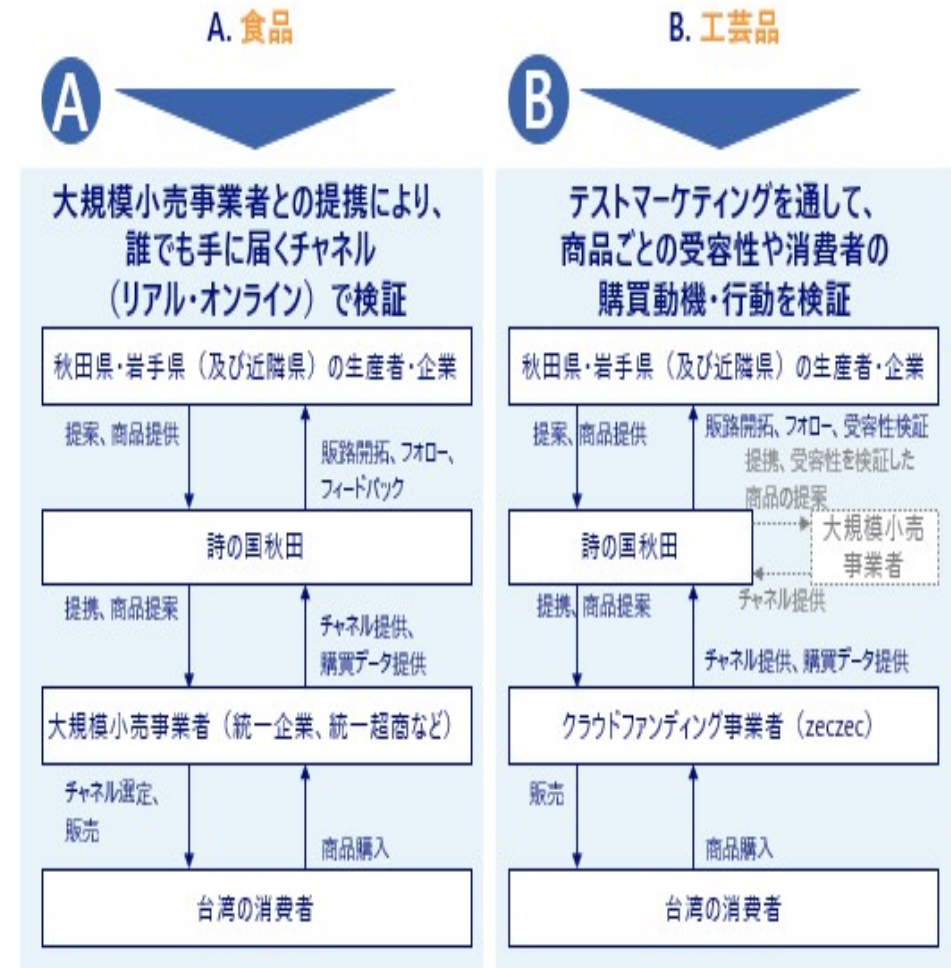 A. 食品
A
大規模小売事業者との提携により、
誰でも手に届くチャネル
（リアル・オンライン）で検証
秋田県・岩手県（及び近隣県）の生産者・企業
提案、商品提供
販路開拓、フォロー、
フィードバック
詩の国秋田
提携、商品提案
チャネル提供、
購買データ提供
大規模小売事業者（統一企業、統一超商など）
チャネル選定、
販売
商品購入
台湾の消費者
B. 工芸品
B
テストマーケティングを通して、
商品ごとの受容性や消費者の
購買動機・行動を検証
秋田県・岩手県（及び近隣県）の生産者・企業
提案、商品提供
販路開拓、フォロー、受容性検証
提携、受容性を検証した
商品の提案
詩の国秋田
大規模小売
事業者
チャネル提供
提携、商品提案
チャネル提供、購買データ提供
クラウドファンディング事業者（zeczec）
販売
商品購入
台湾の消費者